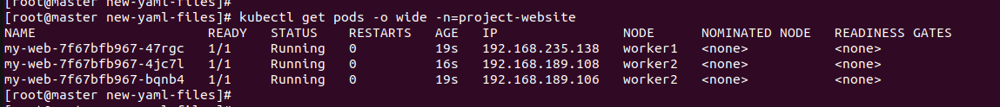 [root@master new-yaml-files]#
[root@master new-yaml-files]# kubectl get pods -o wide -n=project-website
NAME READY STATUS RESTARTS AGE IP NODE NOMINATED NODE READINESS GATES
my-web-7f67bfb967-47rgc 1/1 Running 0 19s 192.168.235.138 worker1 <none> <none>
my-web-7f67bfb967-4jc7l 1/1 Running 0 16s 192.168.189.108 worker2 <none> <none>
my-web-7f67bfb967-bqnb4 1/1 Running 0 19s 192.168.189.106 worker2 <none> <none>
[root@master new-yaml-files]#
[root@master new-yaml-files]#